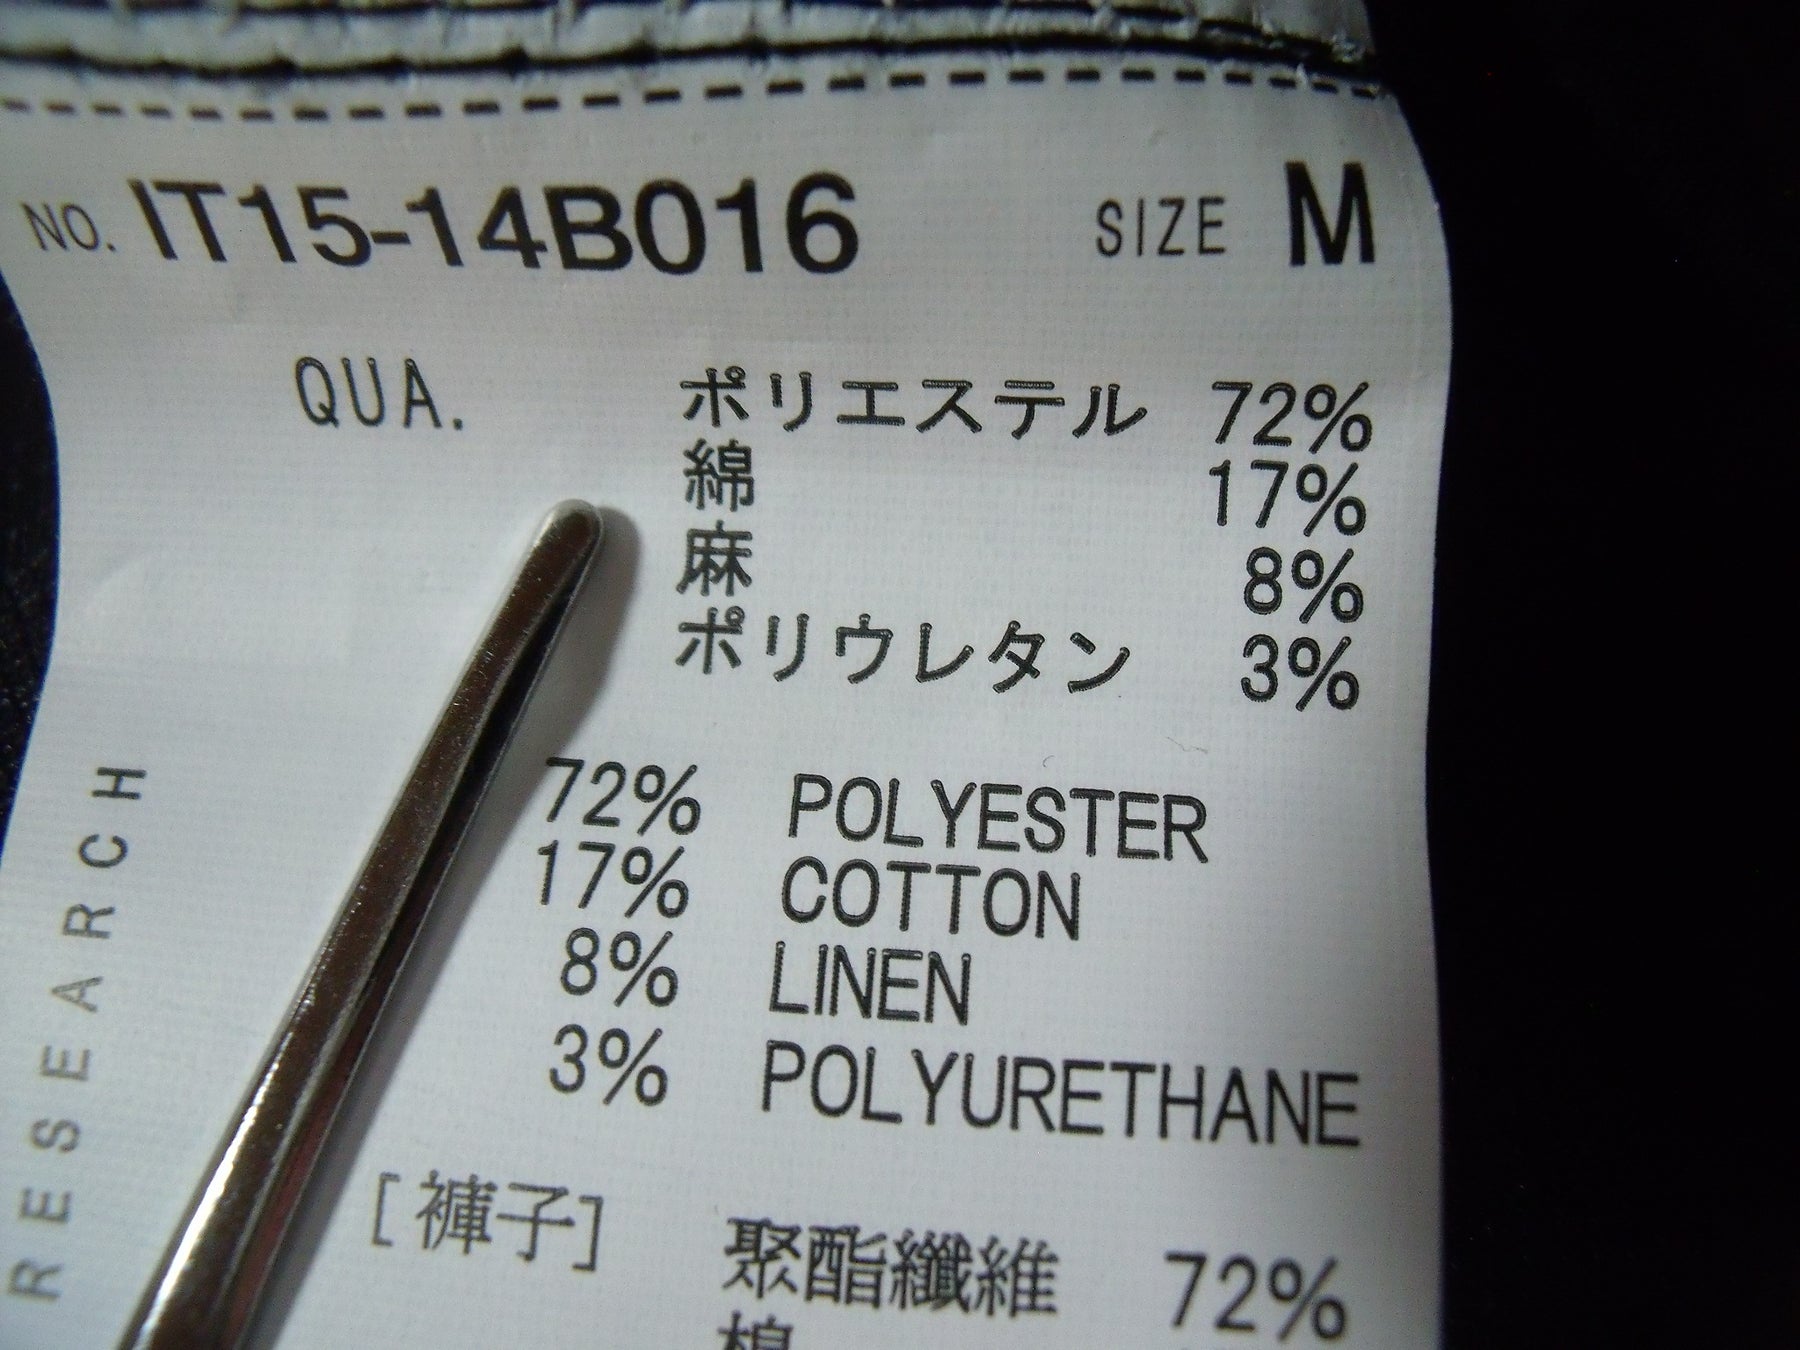 NO. IT15-14B016 SIZE M
QUA. ポリエステル 72%
綿 17%
麻 8%
ポリウレタン 3%
72% POLYESTER
17% COTTON
8% LINEN
3% POLYURETHANE
[褲子]
聚酯纖維 72%
棉
RESEARCH